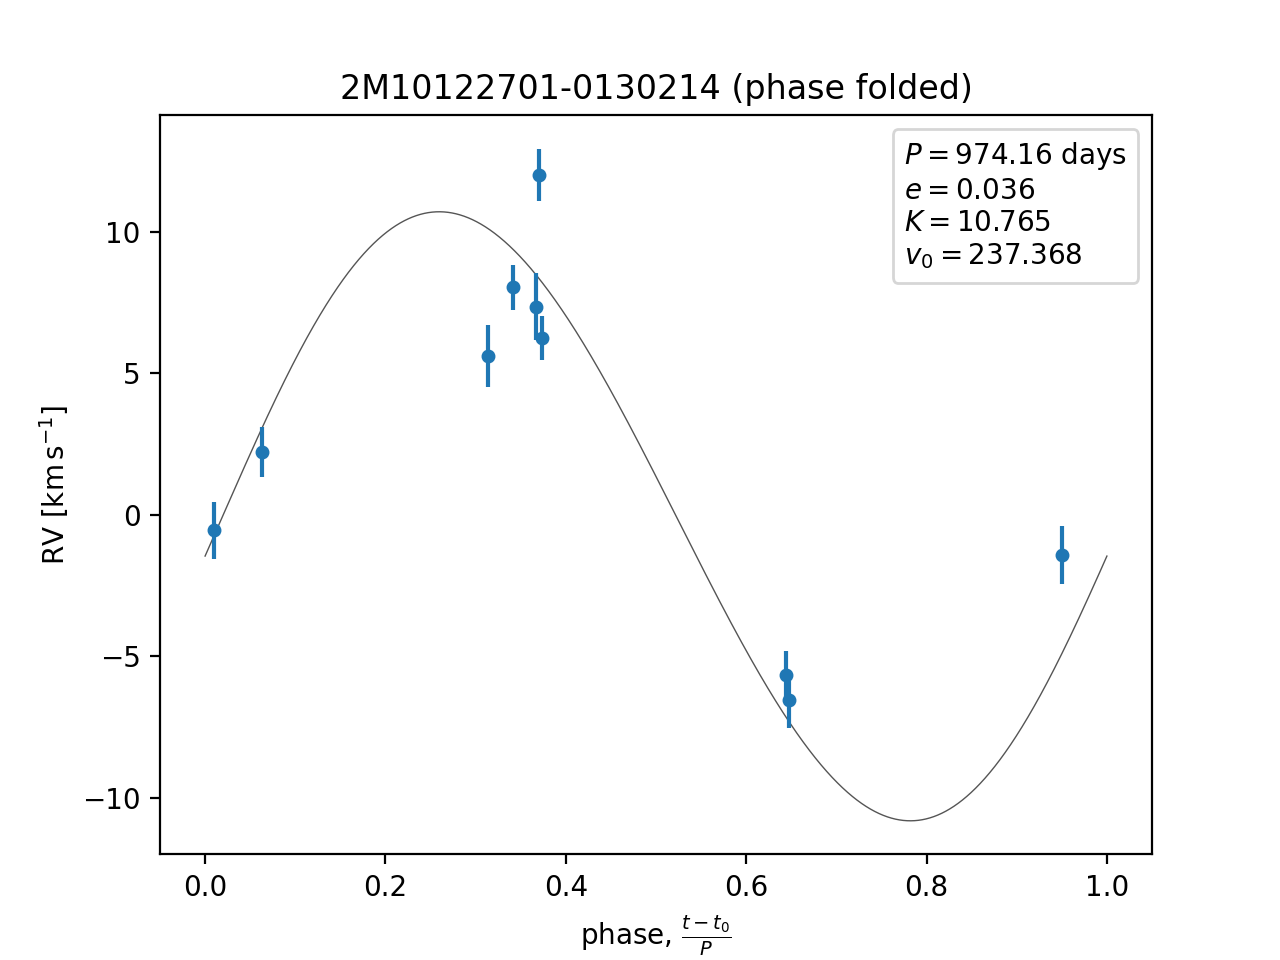 2M10122701-0130214 (phase folded)
P = 974.16 days
e = 0.036
K = 10.765
v₀ = 237.368
RV [km s⁻¹]
10
5
0
−5
−10
0.0 0.2 0.4 0.6 0.8 1.0
phase, (t − t₀)/P